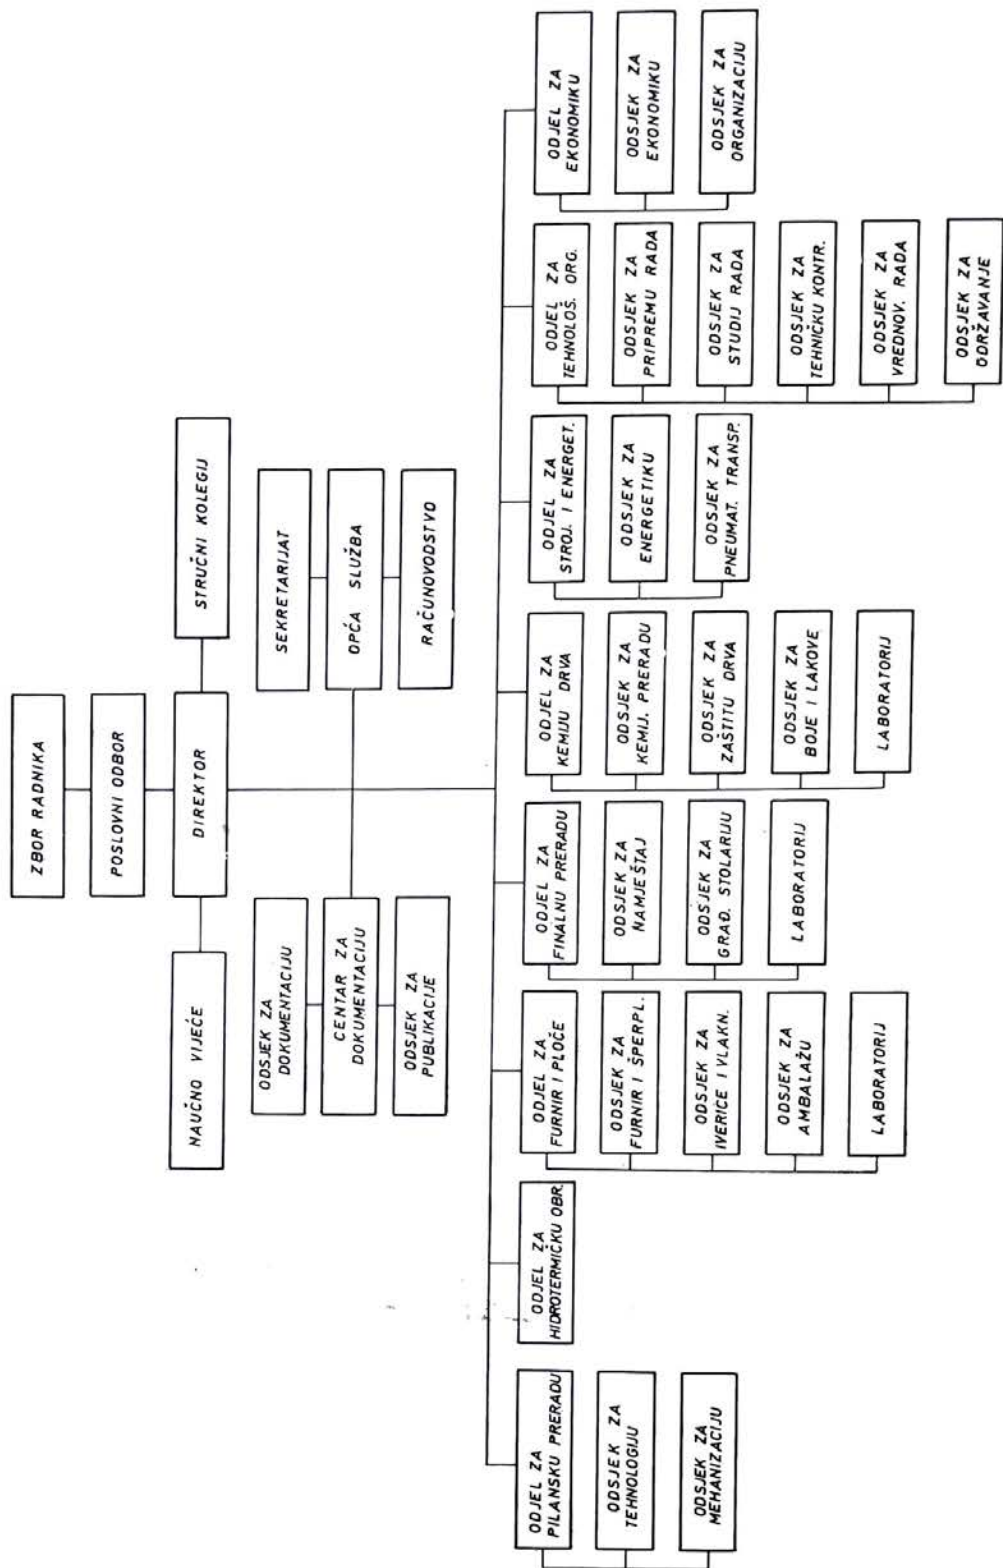 ZBOR RADNIKA
POSLOVNI ODBOR
NAUČNO VIJEĆE
DIREKTOR
STRUČNI KOLEGIJ
ODSJEK ZA
DOKUMENTACIJU
CENTAR ZA
DOKUMENTACIJU
ODSJEK ZA
PUBLIKACIJE
SEKRETARIJAT
OPĆA SLUŽBA
RAČUNOVODSTVO
ODJEL ZA
PILANSKU PRERADU
ODSJEK ZA
TEHNOLOGIJU
ODSJEK ZA
MEHANIZACIJU
ODJEL ZA
HIDROTERMIČKU OBR.
ODJEL ZA
FURNIR I PLOČE
ODSJEK ZA
FURNIR I ŠPERPL.
ODSJEK ZA
IVERICE I VLAKN.
ODSJEK ZA
AMBALAŽU
LABORATORIJ
ODJEL ZA
FINALNU PRERADU
ODSJEK ZA
NAMJEŠTAJ
ODSJEK ZA
GRAĐ. STOLARIJU
LABORATORIJ
ODJEL ZA
KEMIJU DRVA
ODSJEK ZA
KEMIJ. PRERADU
ODSJEK ZA
ZAŠTITU DRVA
ODSJEK ZA
BOJE I LAKOVE
LABORATORIJ
ODJEL ZA
STROJ. I ENERGET.
ODSJEK ZA
ENERGETIKU
ODSJEK ZA
PNEUMAT. TRANSP.
ODJEL ZA
TEHNOLOŠ. ORG.
ODSJEK ZA
PRIPREMU RADA
ODSJEK ZA
STUDIJ RADA
ODSJEK ZA
TEHNIČKU KONTR.
ODSJEK ZA
VREDNOV. RADA
ODSJEK ZA
ODRŽAVANJE
ODJEL ZA
EKONOMIKU
ODSJEK ZA
EKONOMIKU
ODSJEK ZA
ORGANIZACIJU